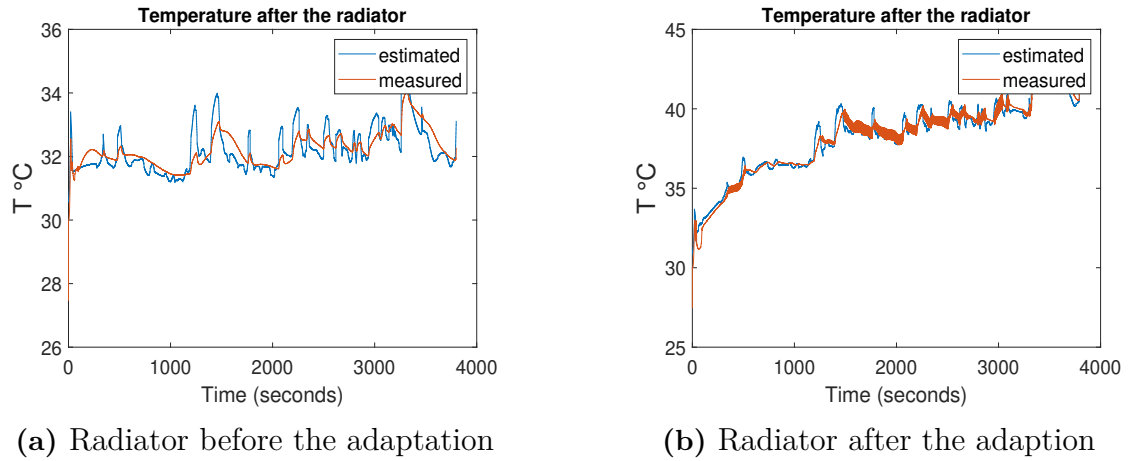 Temperature after the radiator
estimated
measured
36
34
32
30
28
26
T °C
0
1000
2000
3000
4000
Time (seconds)
(a) Radiator before the adaptation
Temperature after the radiator
estimated
measured
45
40
35
30
25
T °C
0
1000
2000
3000
4000
Time (seconds)
(b) Radiator after the adaption